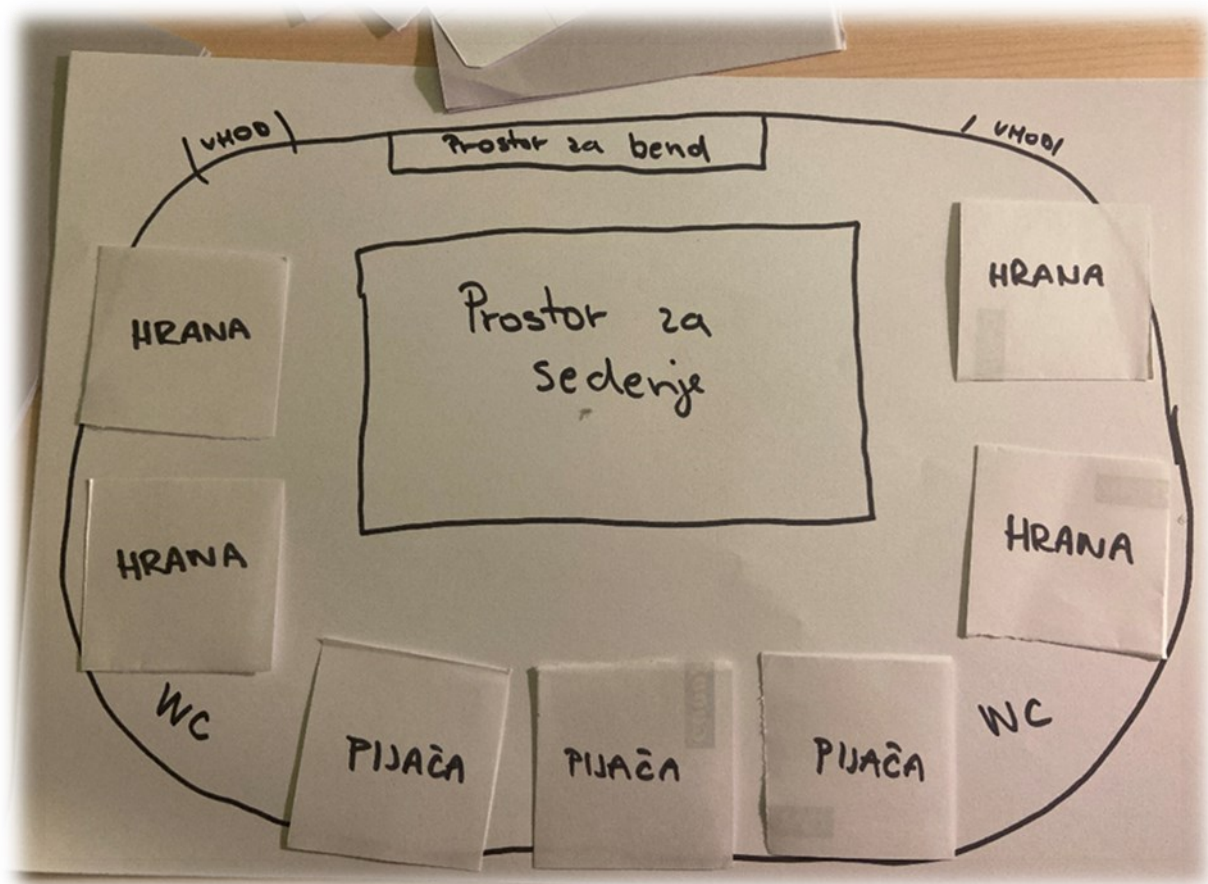 VHOD
Prostor za bend
VHOD
HRANA
Prostor za
sedenje
HRANA
HRANA
HRANA
WC
PIJAČA
PIJAČA
PIJAČA
WC